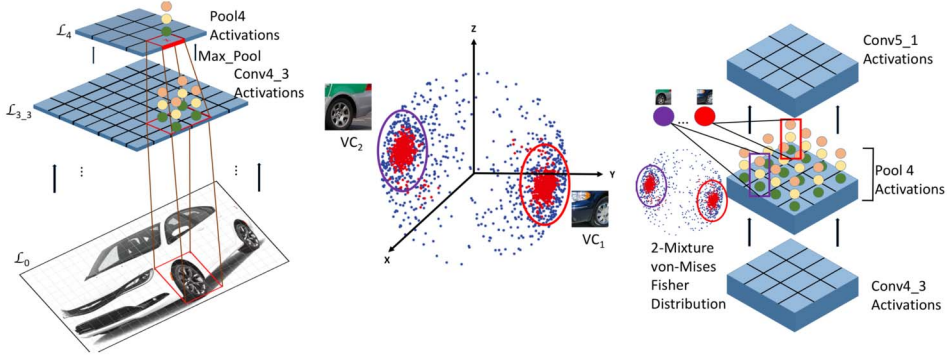 ℒ4
Pool4
Activations
Max_Pool
Conv4_3
Activations
ℒ3_3
ℒ0
Z
VC2
Y
VC1
X
Conv5_1
Activations
...
Pool 4
Activations
2-Mixture
von-Mises
Fisher
Distribution
Conv4_3
Activations